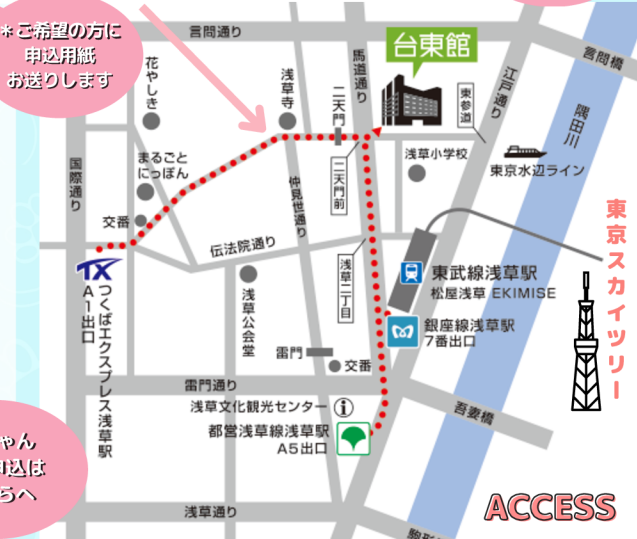 ＊ご希望の方に
申込用紙
お送りします
言問通り
花やしき
浅草寺
二天門
馬道通り
台東館
東参道
江戸通り
言問橋
隅田川
国際通り
まるごと
にっぽん
交番
仲見世通り
二天門前
浅草小学校
東京水辺ライン
伝法院通り
TX
つくばエクスプレス浅草駅
A1出口
浅草公会堂
浅草二丁目
東武線浅草駅
松屋浅草 EKIMISE
銀座線浅草駅
7番出口
東京スカイツリー
雷門
交番
雷門通り
浅草文化観光センター
都営浅草線浅草駅
A5出口
吾妻橋
ちゃん
申込は
らへ
浅草通り
ACCESS